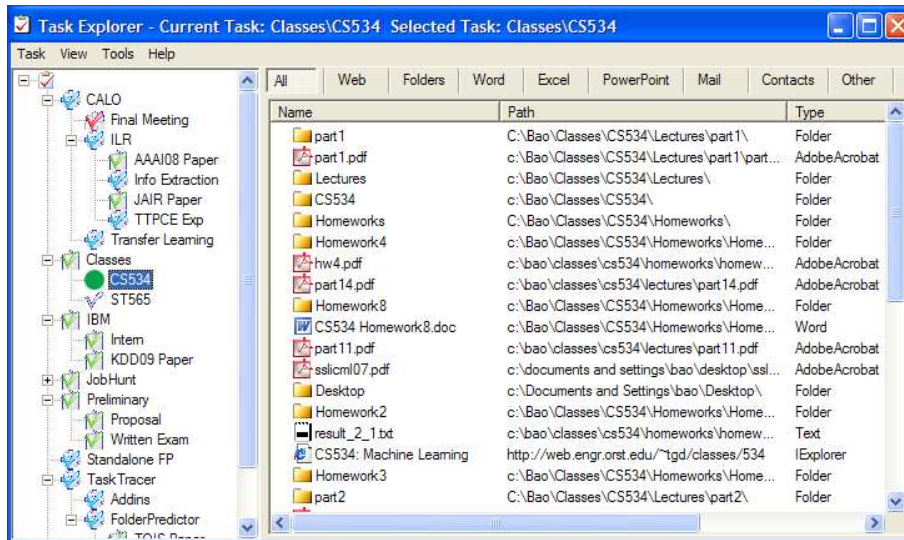 Task Explorer - Current Task: Classes\CS534 Selected Task: Classes\CS534
Task View Tools Help
CALO
Final Meeting
ILR
AAAI08 Paper
Info Extraction
JAIR Paper
TTPCE Exp
Transfer Learning
Classes
CS534
ST565
IBM
Intern
KDD09 Paper
JobHunt
Preliminary
Proposal
Written Exam
Standalone FP
TaskTracer
Addins
FolderPredictor
TOIS Paper
All Web Folders Word Excel PowerPoint Mail Contacts Other
Name Path Type
part1 C:\Bao\Classes\CS534\Lectures\part1\ Folder
part1.pdf C:\Bao\Classes\CS534\Lectures\part1\part... AdobeAcrobat
Lectures c:\Bao\Classes\CS534\Lectures\ Folder
CS534 c:\Bao\Classes\CS534\ Folder
Homeworks C:\Bao\Classes\CS534\Homeworks\ Folder
Homework4 C:\Bao\Classes\CS534\Homeworks\Home... Folder
hw4.pdf c:\bao\classes\cs534\homeworks\homew... AdobeAcrobat
part14.pdf c:\bao\classes\cs534\lectures\part14.pdf AdobeAcrobat
Homework8 C:\Bao\Classes\CS534\Homeworks\Home... Folder
CS534 Homework8.doc C:\Bao\Classes\CS534\Homeworks\Home... Word
part11.pdf c:\bao\classes\cs534\lectures\part11.pdf AdobeAcrobat
sslicml07.pdf c:\documents and settings\bao\desktop\ssl... AdobeAcrobat
Desktop c:\Documents and Settings\bao\Desktop\ Folder
Homework2 C:\Bao\Classes\CS534\Homeworks\Home... Folder
result_2_1.txt c:\bao\classes\cs534\homeworks\homew... Text
CS534: Machine Learning http://web.engr.orst.edu/~tgd/classes/534 IExplorer
Homework3 C:\Bao\Classes\CS534\Homeworks\Home... Folder
part2 C:\Bao\Classes\CS534\Lectures\part2\ Folder